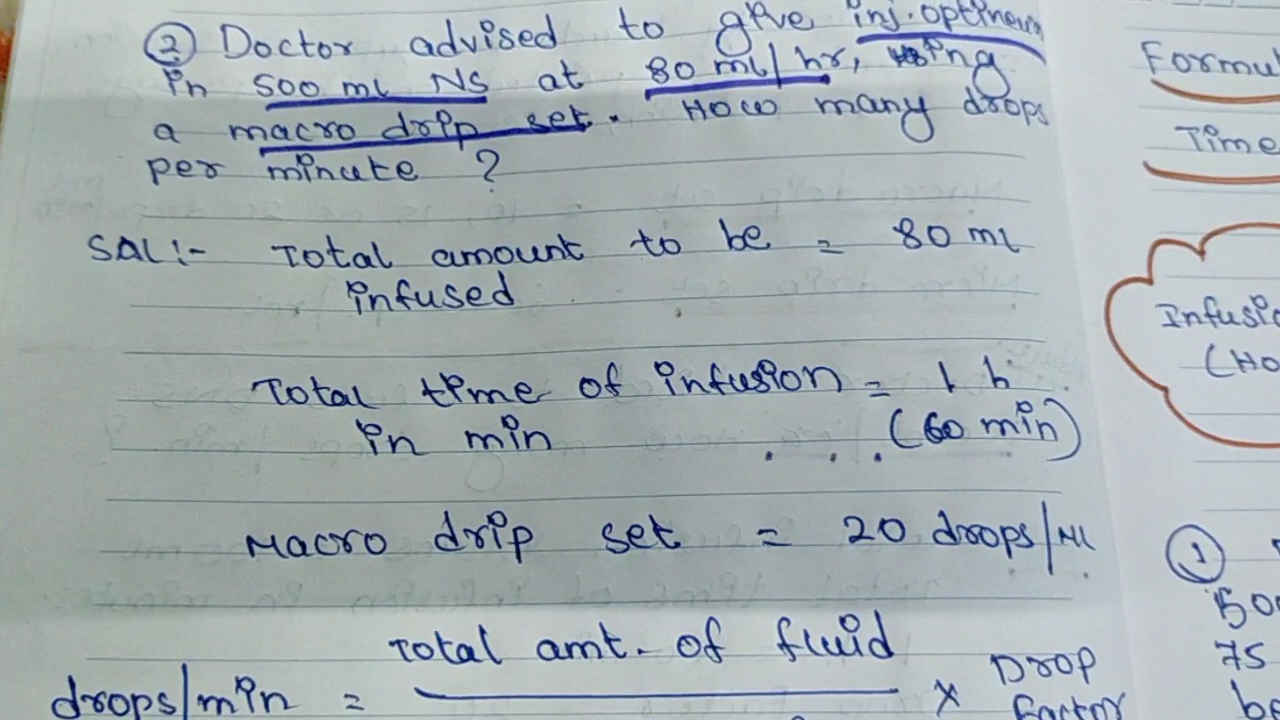 ② Doctor advised to give inj. optineuron
in 500 ml NS at 80 ml/hr, using
a macro drip set. How many drops
per minute ?
SOL :- Total amount to be = 80 ml
infused
Total time of infusion = 1 h
in min (60 min)
Macro drip set = 20 drops/ML
Total amt. of fluid
drops/min = × Drop
factor
Formu
Time
Infusio
(Ho
①
500
75
be